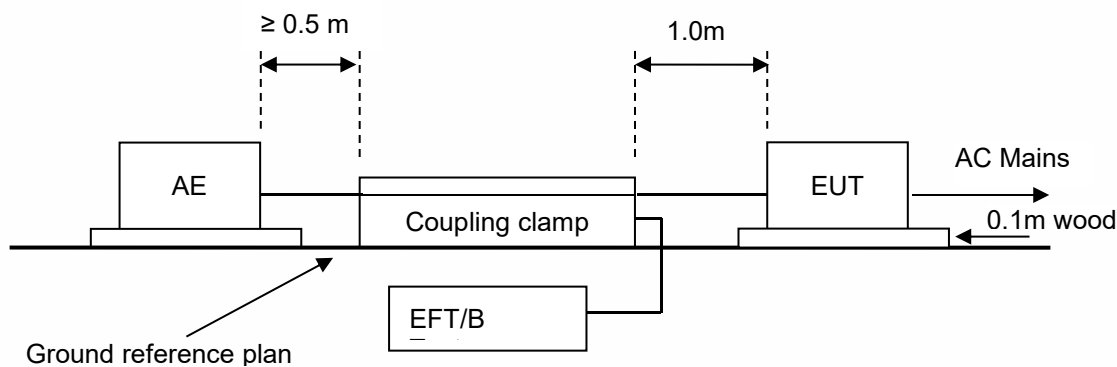 ≥ 0.5 m
1.0m
AE
EUT
AC Mains
Coupling clamp
0.1m wood
EFT/B
Ground reference plan